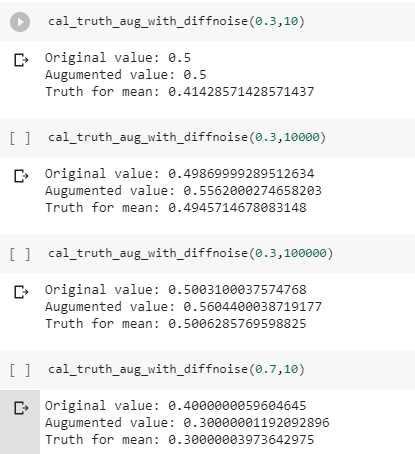 cal_truth_aug_with_diffnoise(0.3,10)
Original value: 0.5
Augumented value: 0.5
Truth for mean: 0.41428571428571437
[ ] cal_truth_aug_with_diffnoise(0.3,10000)
Original value: 0.49869999289512634
Augumented value: 0.5562000274658203
Truth for mean: 0.4945714678083148
[ ] cal_truth_aug_with_diffnoise(0.3,100000)
Original value: 0.5003100037574768
Augumented value: 0.5604400038719177
Truth for mean: 0.5006285769598825
[ ] cal_truth_aug_with_diffnoise(0.7,10)
Original value: 0.4000000059604645
Augumented value: 0.30000001192092896
Truth for mean: 0.30000003973642975